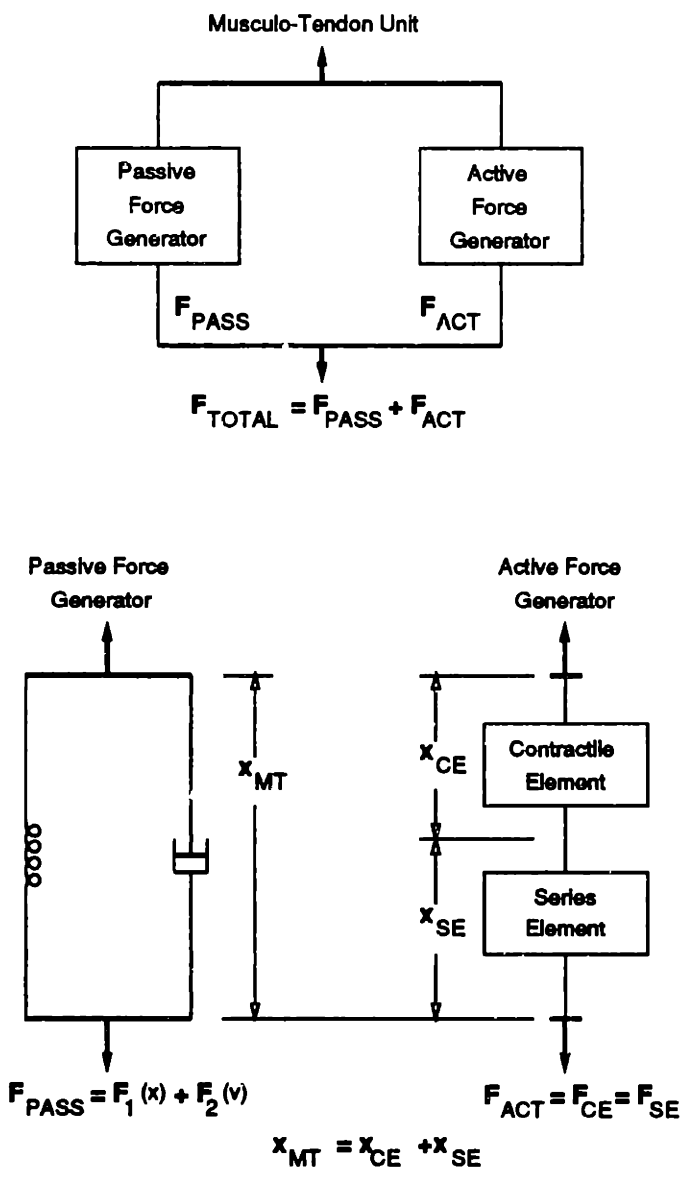 Musculo-Tendon Unit
Passive
Force
Generator
Active
Force
Generator
F_PASS
F_ACT
F_TOTAL = F_PASS + F_ACT
Passive Force
Generator
Active Force
Generator
x_MT
x_CE
Contractile
Element
x_SE
Series
Element
F_PASS = F_1 (x) + F_2 (v)
F_ACT = F_CE = F_SE
x_MT = x_CE + x_SE